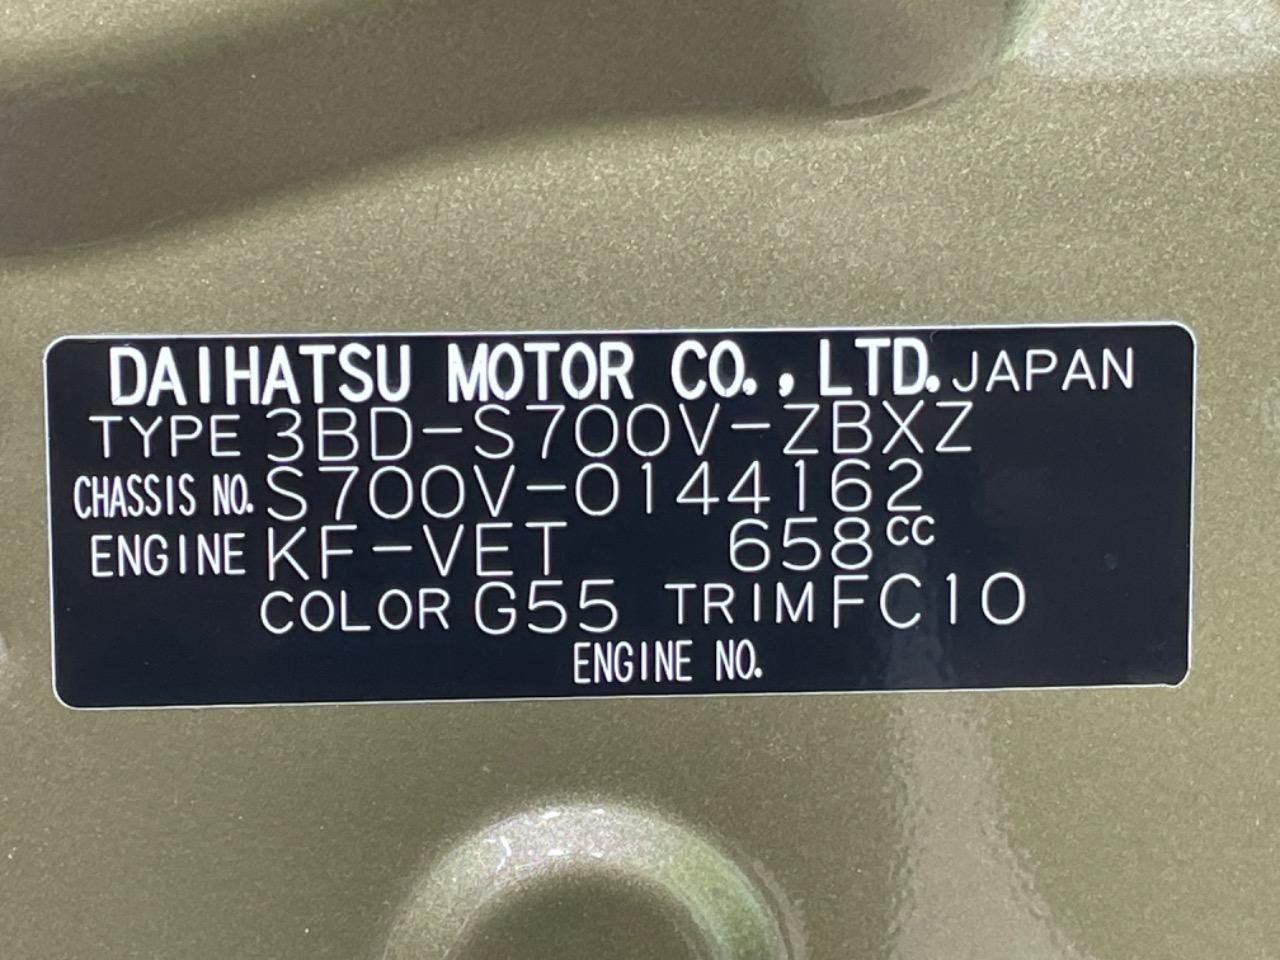 DAIHATSU MOTOR CO., LTD. JAPAN
TYPE 3BD-S700V-ZBXZ
CHASSIS NO. S700V-0144162
ENGINE KF-VET 658cc
COLOR G55 TRIM FC10
ENGINE NO.